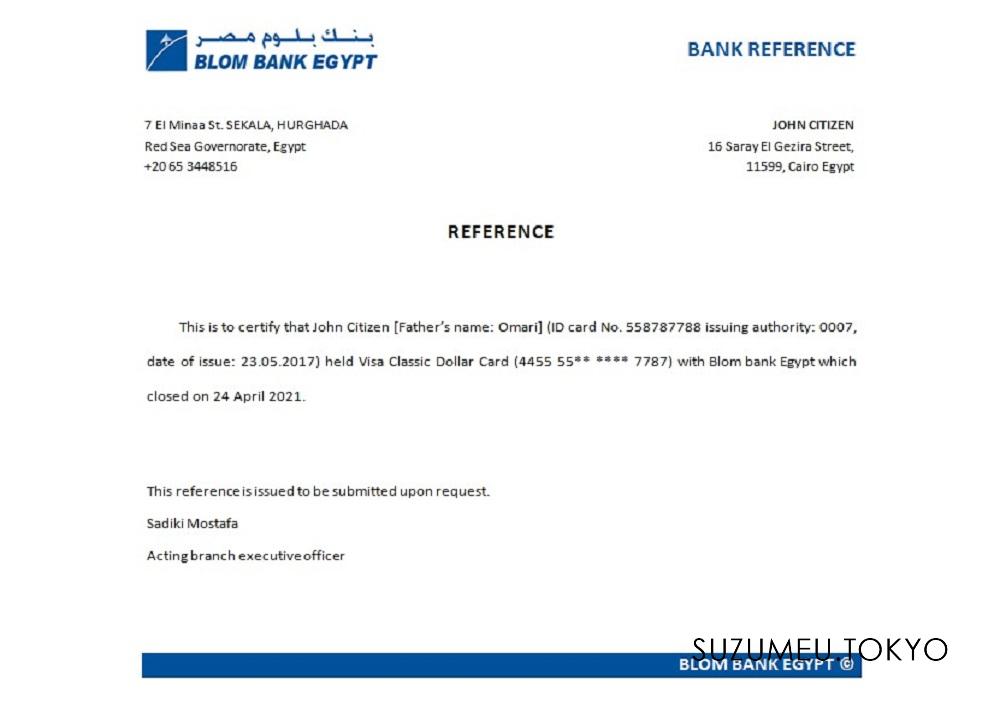 بنك بلوم مصر
BLOM BANK EGYPT
BANK REFERENCE
7 El Minaa St. SEKALA, HURGHADA
Red Sea Governorate, Egypt
+20 65 3448516
JOHN CITIZEN
16 Saray El Gezira Street,
11599, Cairo Egypt
REFERENCE
This is to certify that John Citizen [Father’s name: Omari] (ID card No. 558787788 issuing authority: 0007,
date of issue: 23.05.2017) held Visa Classic Dollar Card (4455 55** **** 7787) with Blom bank Egypt which
closed on 24 April 2021.
This reference is issued to be submitted upon request.
Sadiki Mostafa
Acting branch executive officer
SUZUMEU.TOKYO
BLOM BANK EGYPT ©